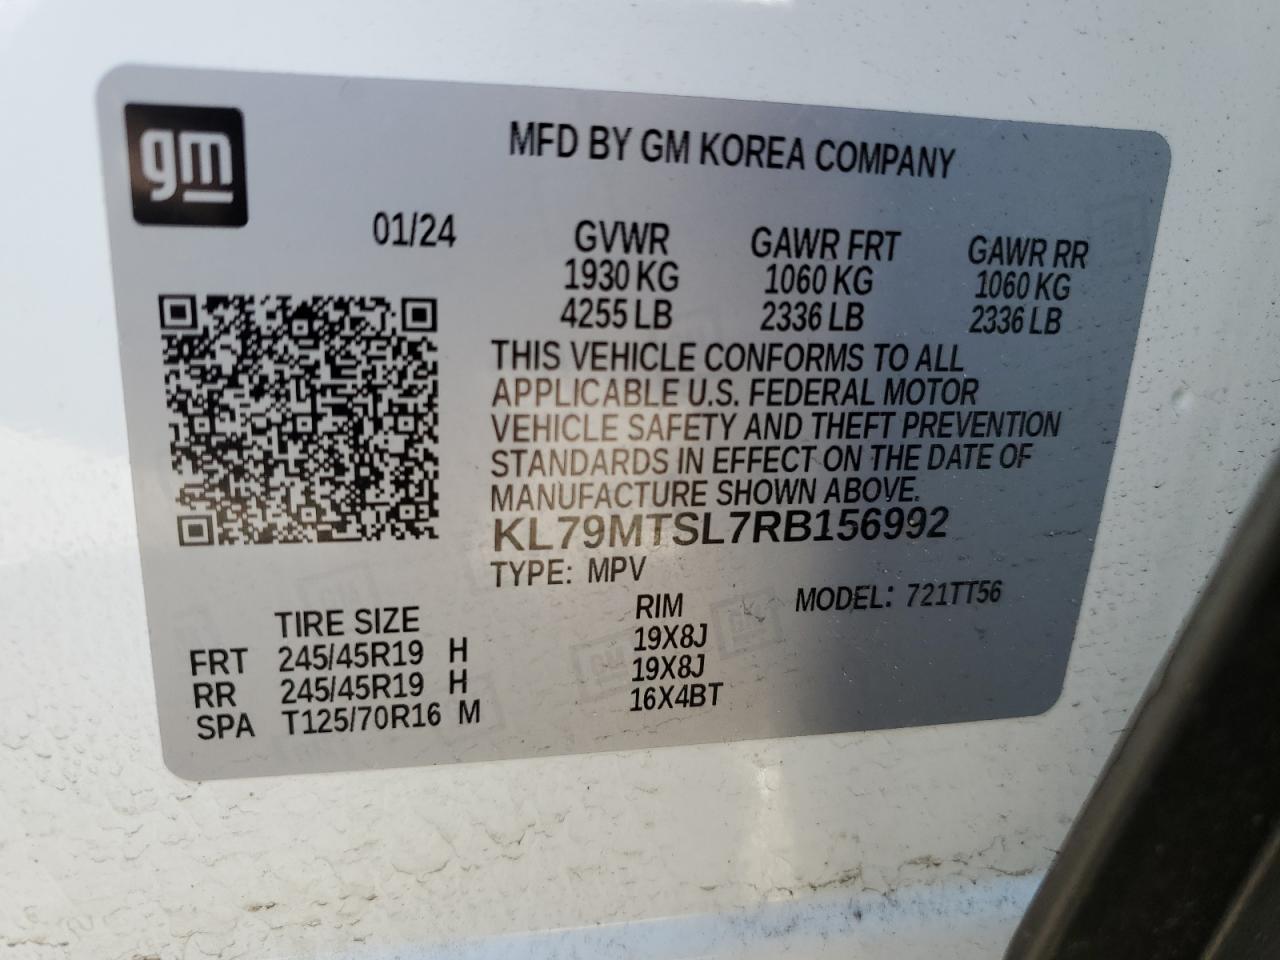 gm
MFD BY GM KOREA COMPANY
01/24
GVWR GAWR FRT GAWR RR
1930 KG 1060 KG 1060 KG
4255 LB 2336 LB 2336 LB
THIS VEHICLE CONFORMS TO ALL
APPLICABLE U.S. FEDERAL MOTOR
VEHICLE SAFETY AND THEFT PREVENTION
STANDARDS IN EFFECT ON THE DATE OF
MANUFACTURE SHOWN ABOVE.
KL79MTSL7RB156992
TYPE: MPV
MODEL: 721TT56
TIRE SIZE RIM
FRT 245/45R19 H 19X8J
RR 245/45R19 H 19X8J
SPA T125/70R16 M 16X4BT